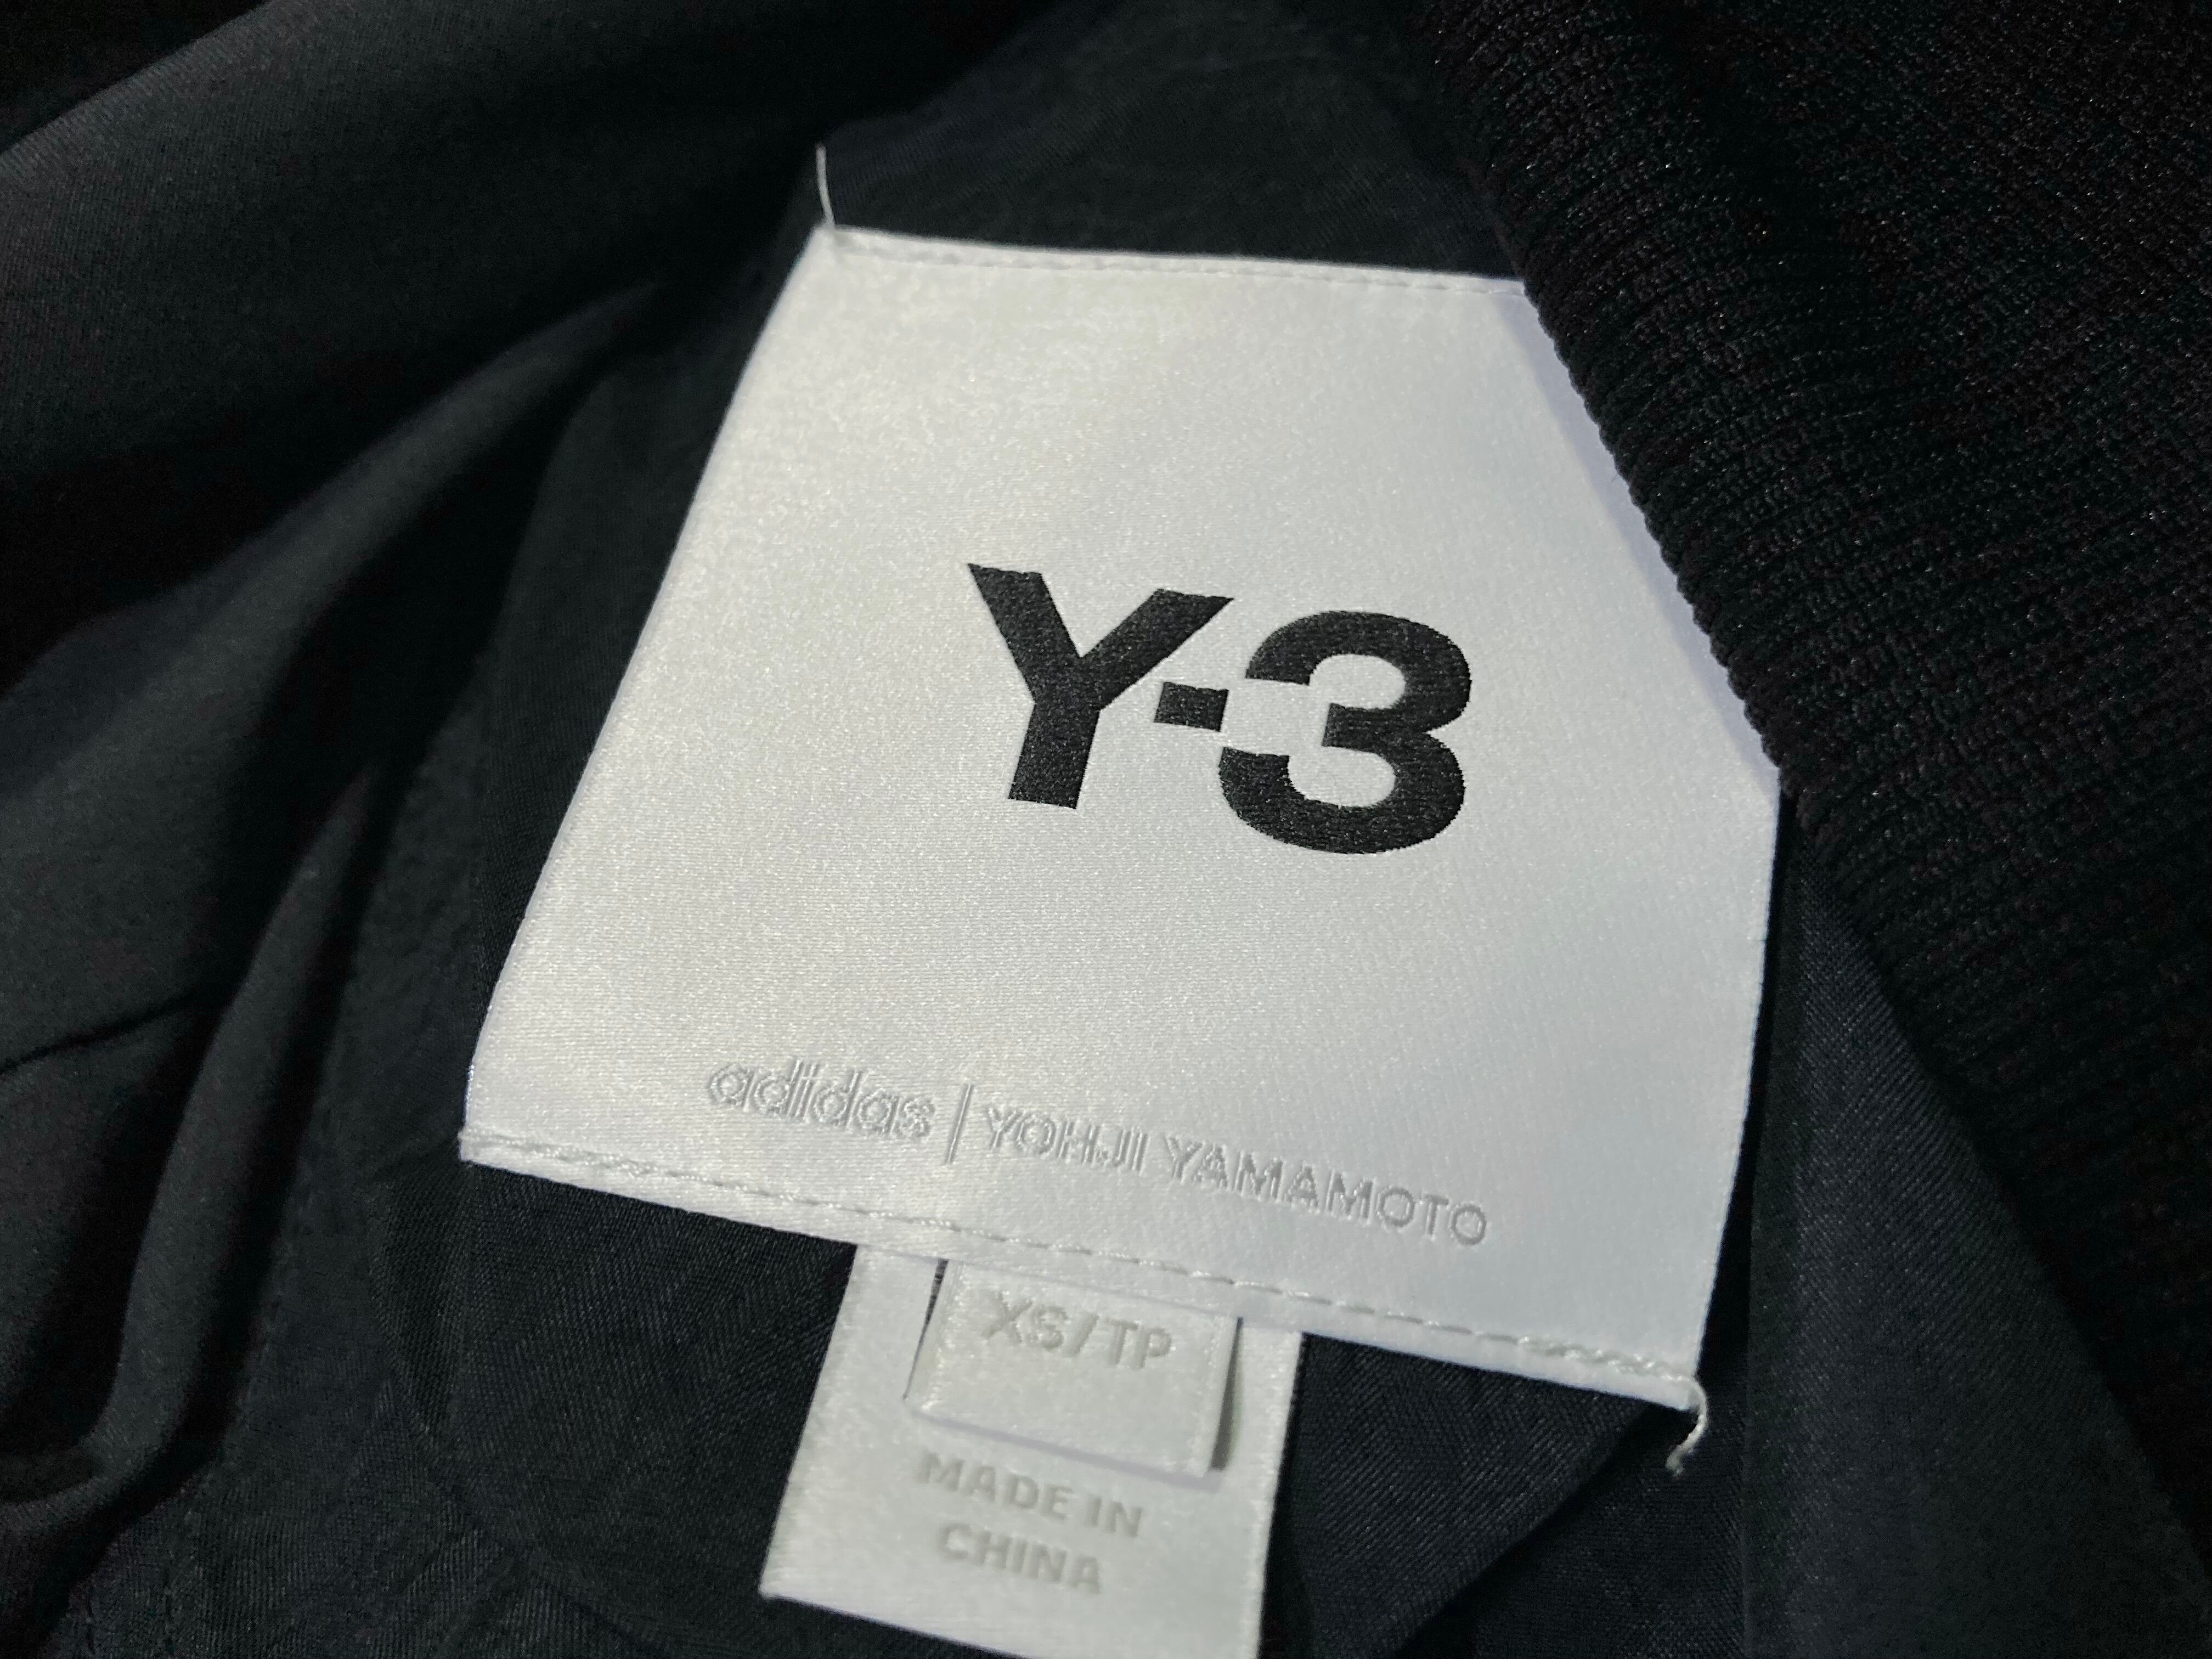 Y-3
adidas | YOHJI YAMAMOTO
XS/TP
MADE IN
CHINA